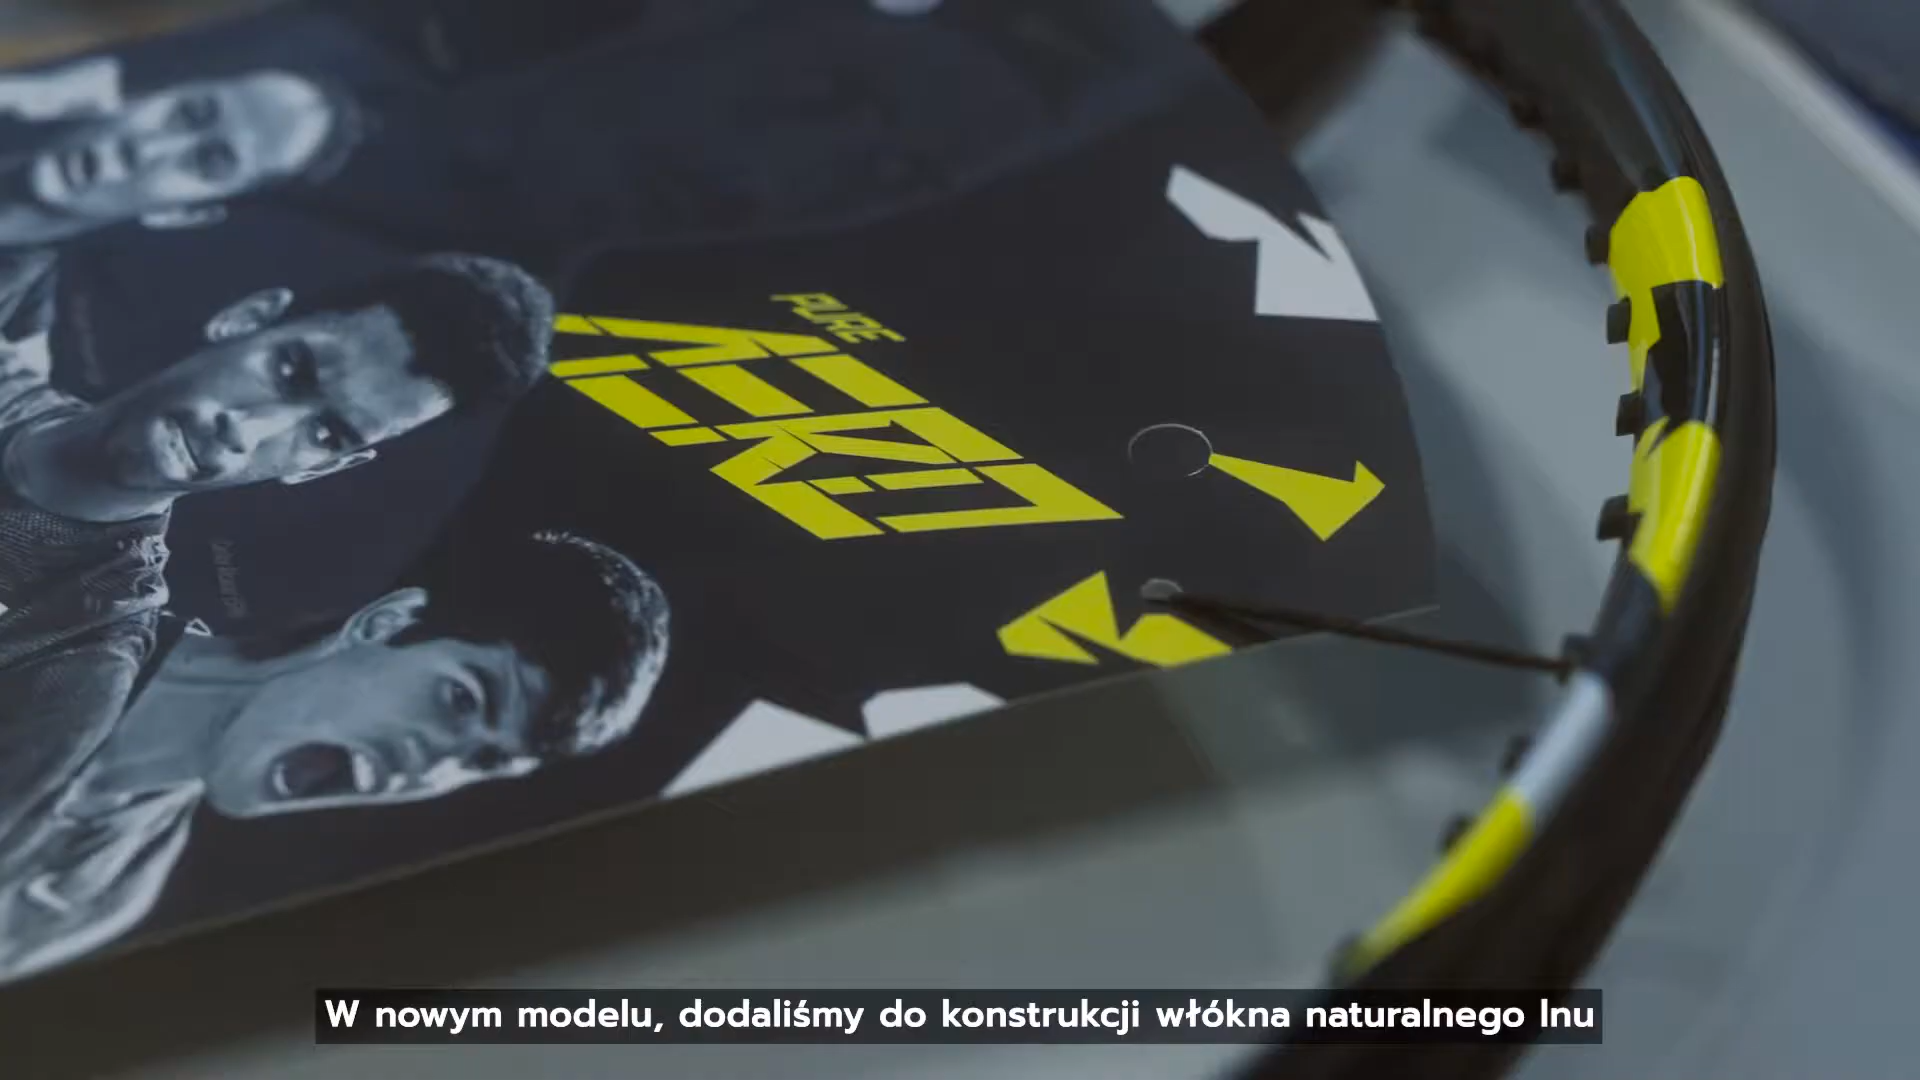 PURE
AERO
W nowym modelu, dodaliśmy do konstrukcji włókna naturalnego lnu